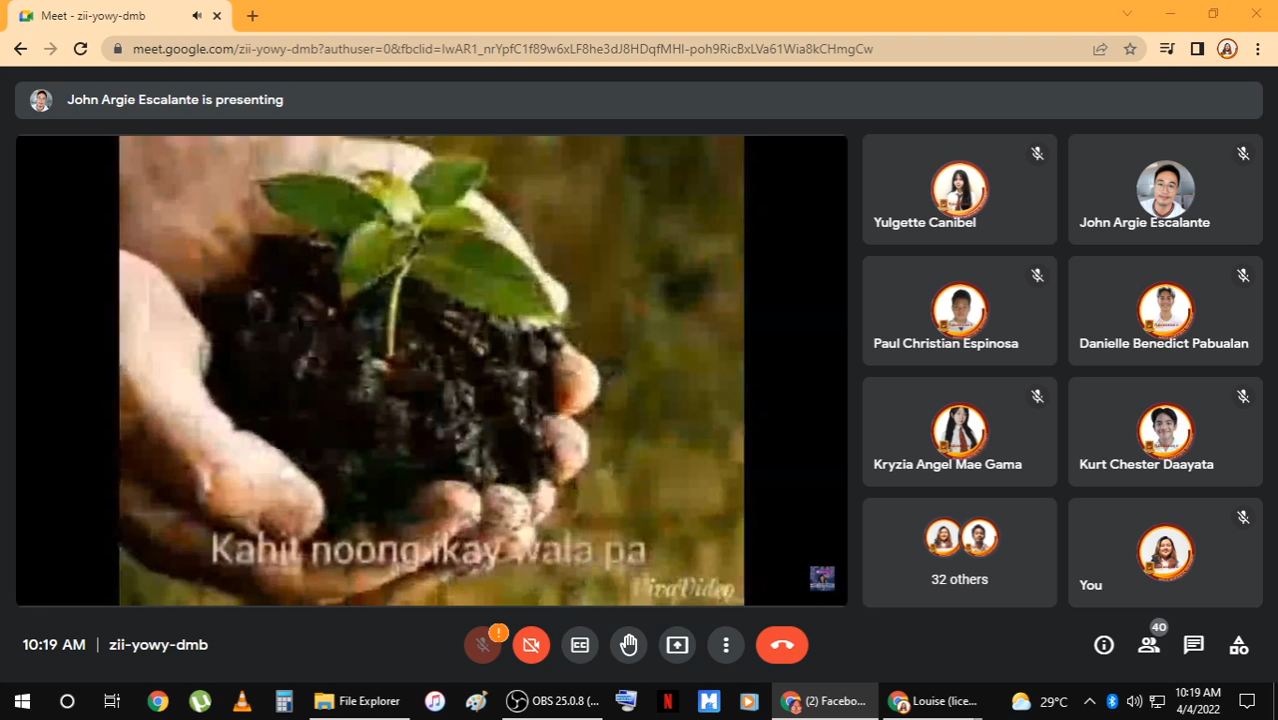 Meet - zii-yowy-dmb
meet.google.com/zii-yowy-dmb?authuser=0&fbclid=IwAR1_nrYpfC1f89w6xLF8he3dJ8HDqfMHI-poh9RicBxLVa61Wia8kCHmgCw
John Argie Escalante is presenting
Kahit noong ikay wala pa
VivaVideo
Yulgette Canibel
John Argie Escalante
Paul Christian Espinosa
Danielle Benedict Pabualan
Kryzia Angel Mae Gama
Kurt Chester Daayata
32 others
You
10:19 AM | zii-yowy-dmb
40
File Explorer
OBS 25.0.8 (...
(2) Facebo...
Louise (lice...
29°C
10:19 AM
4/4/2022